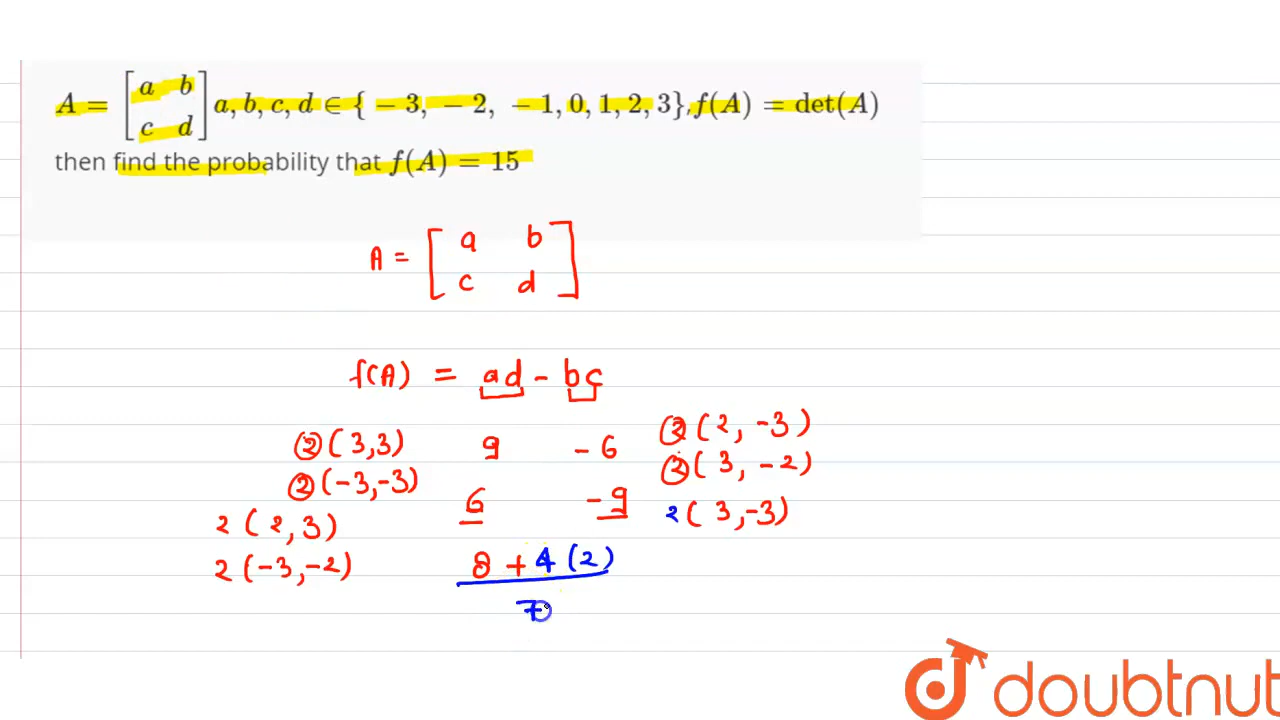 A = [a b c d] a, b, c, d ∈ { − 3, − 2, − 1, 0, 1, 2, 3}, f(A) = det(A)
then find the probability that f(A) = 15
A = [a b c d]
f(A) = ad - bc
② (3,3) 9 - 6 ② (2, -3)
② (-3,-3) ② (3, -2)
6 - 9 2 (3,-3)
2 (2, 3)
2 (-3,-2) 8 + 4 (2)
7
doubtnut